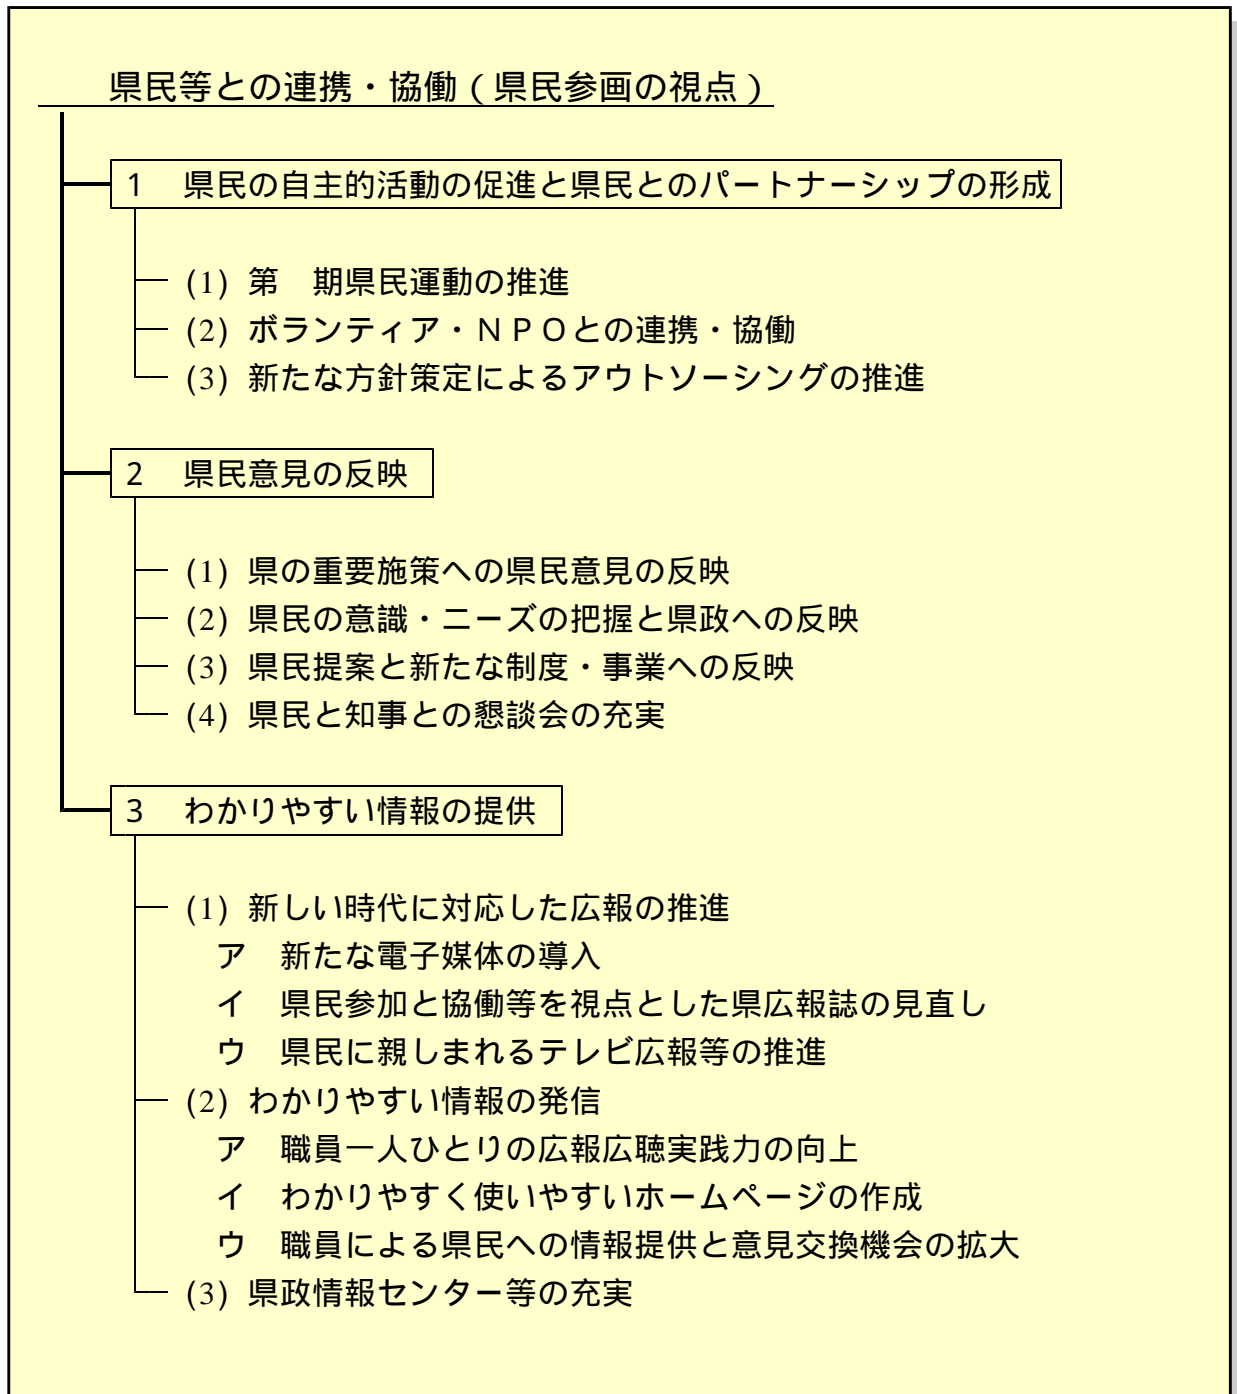 県民等との連携・協働（県民参画の視点）
1　県民の自主的活動の促進と県民とのパートナーシップの形成
(1) 第　期県民運動の推進
(2) ボランティア・ＮＰＯとの連携・協働
(3) 新たな方針策定によるアウトソーシングの推進
2　県民意見の反映
(1) 県の重要施策への県民意見の反映
(2) 県民の意識・ニーズの把握と県政への反映
(3) 県民提案と新たな制度・事業への反映
(4) 県民と知事との懇談会の充実
3　わかりやすい情報の提供
(1) 新しい時代に対応した広報の推進
ア　新たな電子媒体の導入
イ　県民参加と協働等を視点とした県広報誌の見直し
ウ　県民に親しまれるテレビ広報等の推進
(2) わかりやすい情報の発信
ア　職員一人ひとりの広報広聴実践力の向上
イ　わかりやすく使いやすいホームページの作成
ウ　職員による県民への情報提供と意見交換機会の拡大
(3) 県政情報センター等の充実